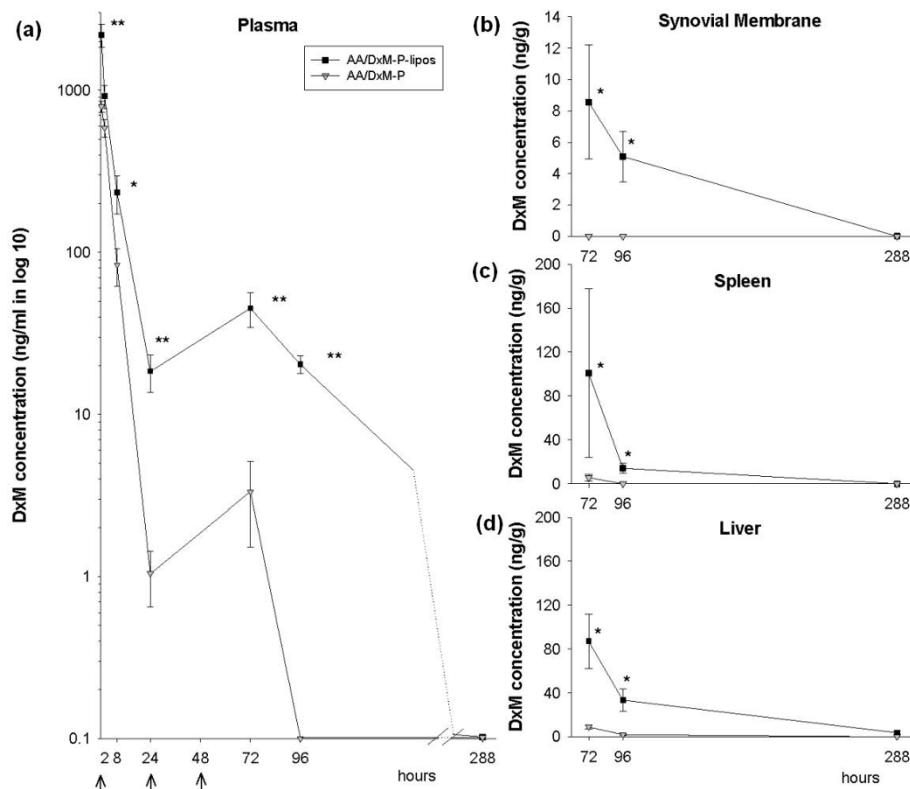 (a)
Plasma
**
AA/DxM-P-lipos
AA/DxM-P
*
**
**
**
DxM concentration (ng/ml in log 10)
1000
100
10
1
0.1
2 8 24 48 72 96 hours 288
(b)
Synovial Membrane
DxM concentration (ng/g)
14
12
10
8
6
4
2
0
*
*
72 96 288
(c)
Spleen
DxM concentration (ng/g)
200
160
120
80
40
0
*
*
72 96 288
(d)
Liver
DxM concentration (ng/g)
200
160
120
80
40
0
*
*
72 96 288
hours